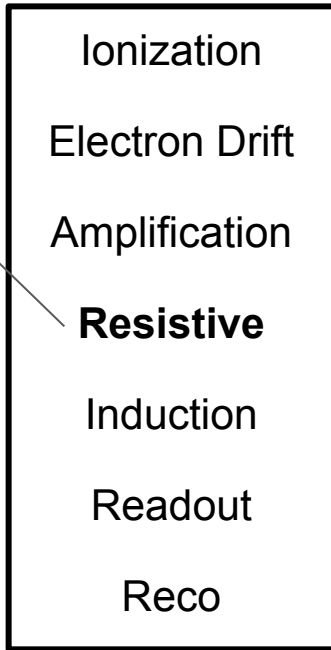 Ionization
Electron Drift
Amplification
Resistive
Induction
Readout
Reco